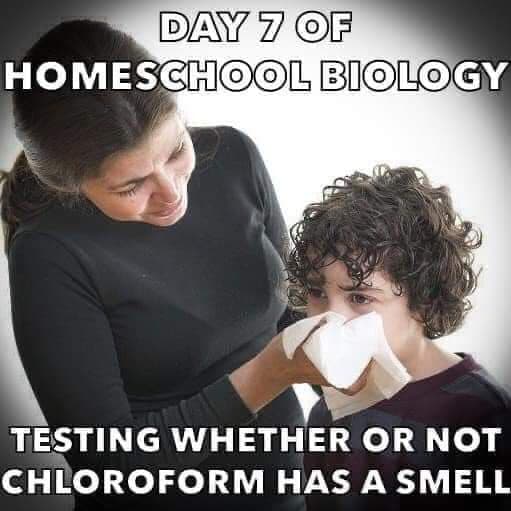 DAY 7 OF
HOMESCHOOL BIOLOGY
TESTING WHETHER OR NOT
CHLOROFORM HAS A SMELL